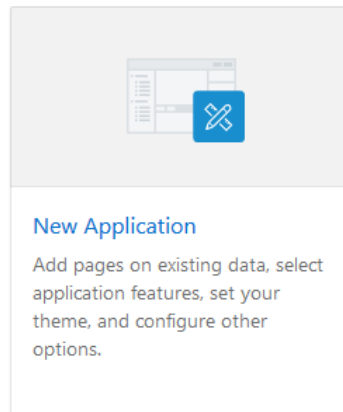 New Application
Add pages on existing data, select
application features, set your
theme, and configure other
options.